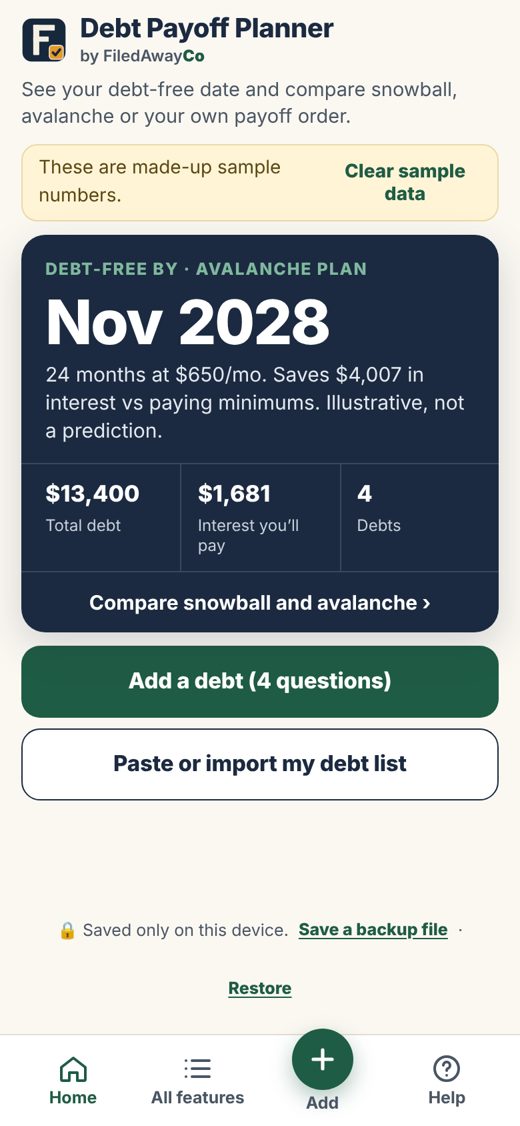 F
Debt Payoff Planner
by FiledAwayCo
See your debt-free date and compare snowball,
avalanche or your own payoff order.
These are made-up sample
numbers.
Clear sample
data
DEBT-FREE BY · AVALANCHE PLAN
Nov 2028
24 months at $650/mo. Saves $4,007 in
interest vs paying minimums. Illustrative, not
a prediction.
$13,400
Total debt
$1,681
Interest you’ll
pay
4
Debts
Compare snowball and avalanche ›
Add a debt (4 questions)
Paste or import my debt list
🔒 Saved only on this device. Save a backup file ·
Restore
Home
All features
Add
Help